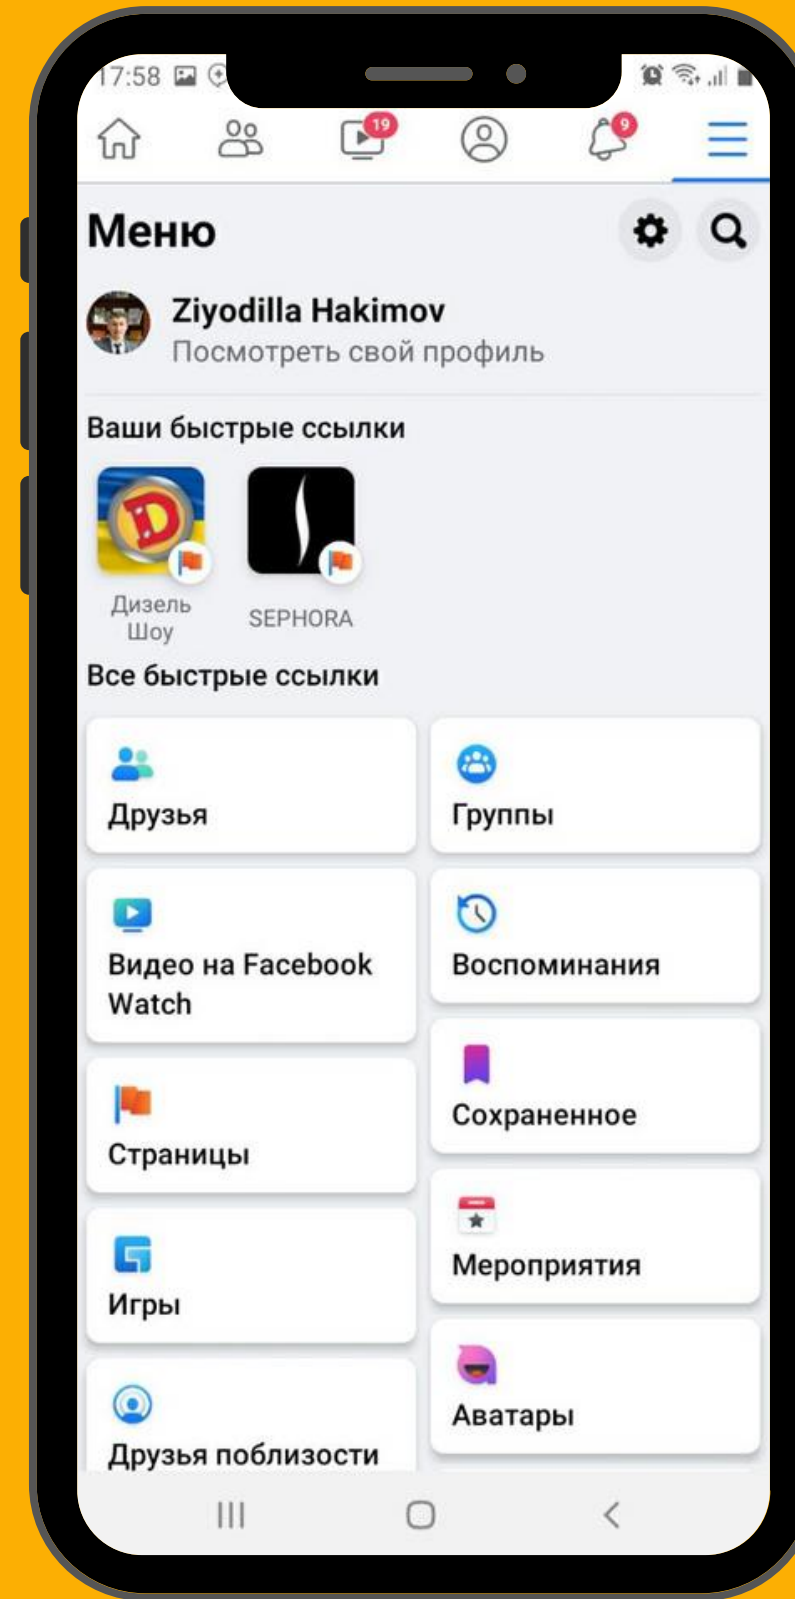 17:58
19
9
Меню
Ziyodilla Hakimov
Посмотреть свой профиль
Ваши быстрые ссылки
D
Дизель
Шоу
SEPHORA
Все быстрые ссылки
Друзья
Группы
Видео на Facebook
Watch
Воспоминания
Страницы
Сохраненное
Игры
Мероприятия
Друзья поблизости
Аватары